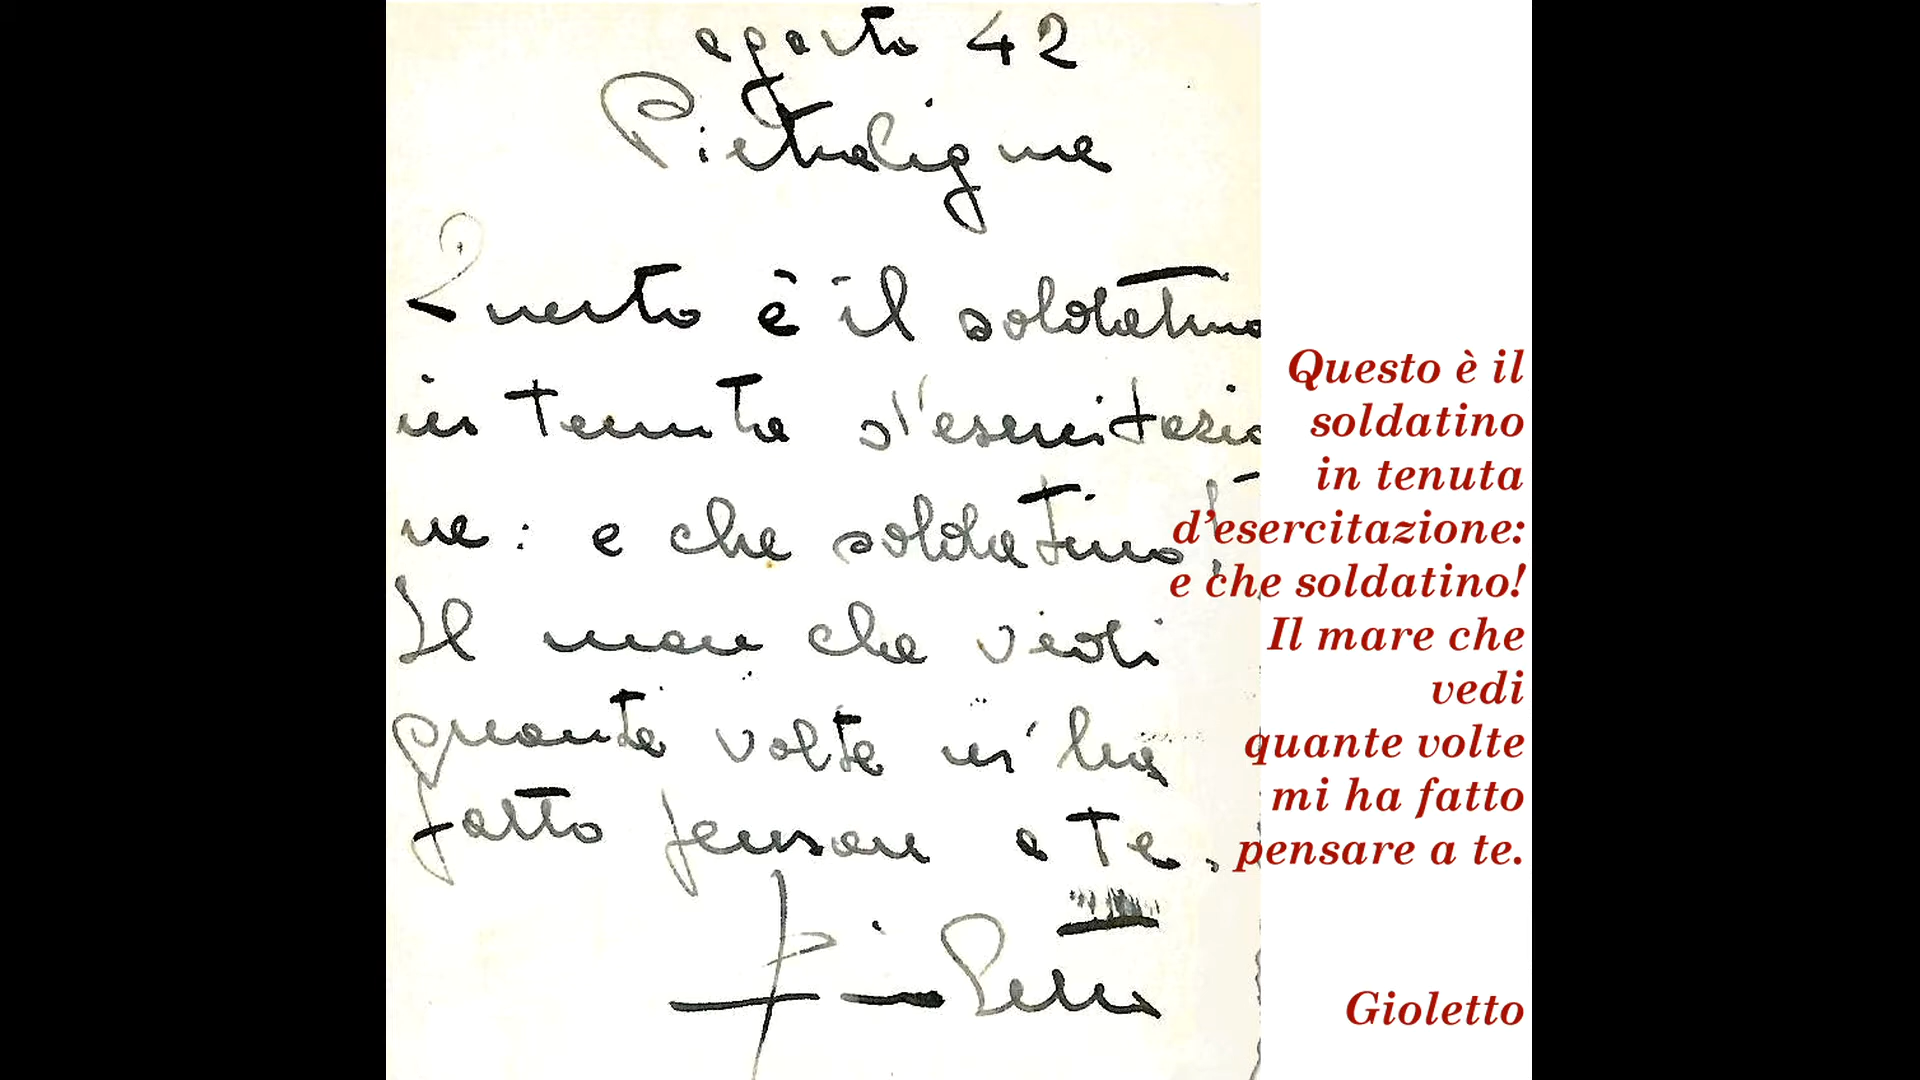 agosto 42
Pietraligure
Questo è il soldatino
in tenuta d'esercitazio
ne: e che soldatino!
Il mare che vedi
quante volte m'ha
fatto pensare a te.
Questo è il
soldatino
in tenuta
d’esercitazione:
e che soldatino!
Il mare che
vedi
quante volte
mi ha fatto
pensare a te.
Gioletto